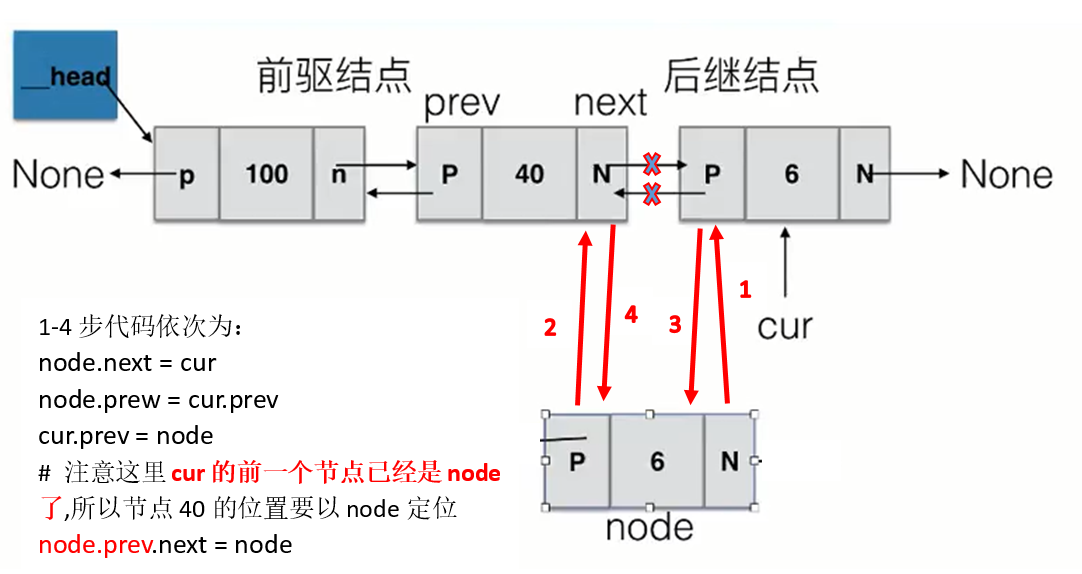 __head
前驱结点
后继结点
prev
next
None
p
100
n
P
40
N
P
6
N
None
1
2
4
3
cur
1-4 步代码依次为：
node.next = cur
node.prew = cur.prev
cur.prev = node
# 注意这里 cur 的前一个节点已经是 node
了,所以节点 40 的位置要以 node 定位
node.prev.next = node
P
6
N
node